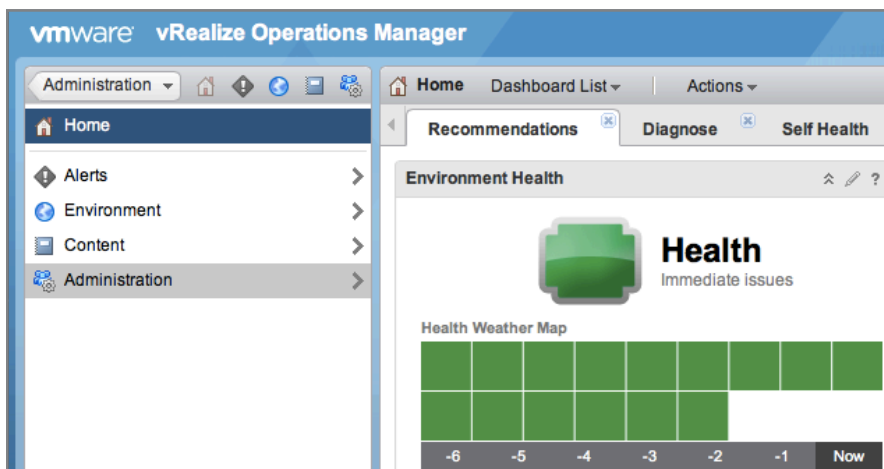 vmware vRealize Operations Manager
Administration
Home Dashboard List Actions
Home
Recommendations Diagnose Self Health
Alerts
Environment
Content
Administration
Environment Health ?
Health
Immediate issues
Health Weather Map
-6 -5 -4 -3 -2 -1 Now